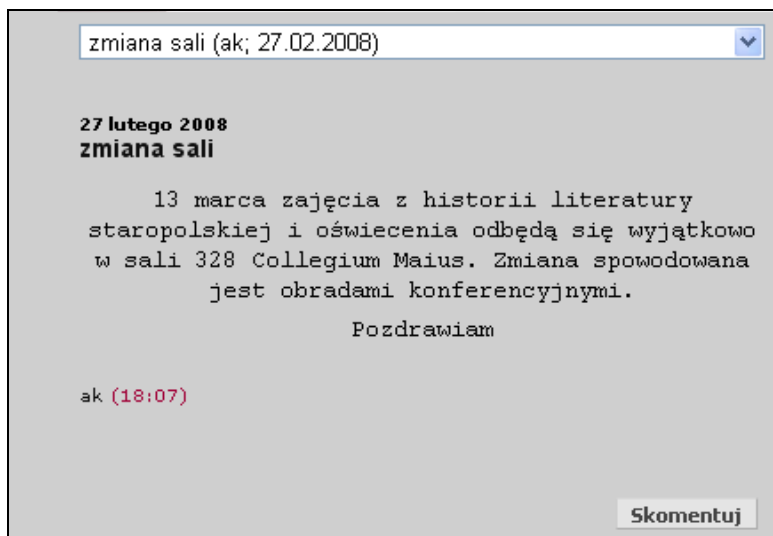 zmiana sali (ak; 27.02.2008)
27 lutego 2008
zmiana sali
13 marca zajęcia z historii literatury
staropolskiej i oświecenia odbędą się wyjątkowo
w sali 328 Collegium Maius. Zmiana spowodowana
jest obradami konferencyjnymi.
Pozdrawiam
ak (18:07)
Skomentuj